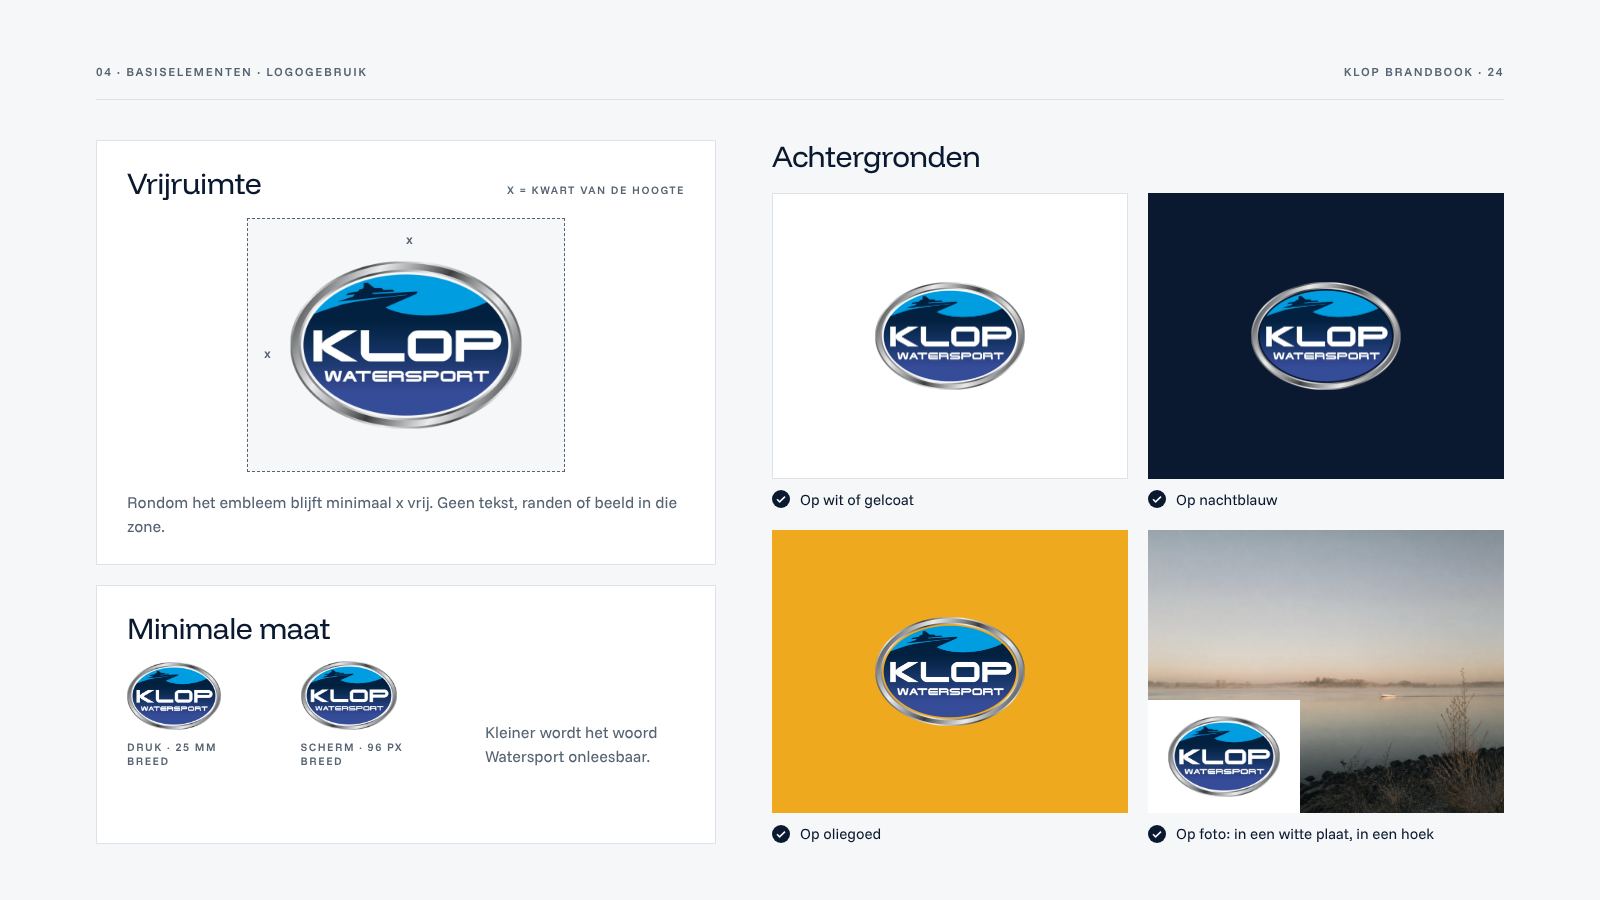 04 · BASISELEMENTEN · LOGOGEBRUIK
KLOP BRANDBOOK · 24
Vrijruimte
X = KWART VAN DE HOOGTE
x
x
KLOP
WATERSPORT
Rondom het embleem blijft minimaal x vrij. Geen tekst, randen of beeld in die
zone.
Minimale maat
KLOP
WATERSPORT
DRUK · 25 MM
BREED
KLOP
WATERSPORT
SCHERM · 96 PX
BREED
Kleiner wordt het woord
Watersport onleesbaar.
Achtergronden
KLOP
WATERSPORT
Op wit of gelcoat
KLOP
WATERSPORT
Op nachtblauw
KLOP
WATERSPORT
Op oliegoed
KLOP
WATERSPORT
Op foto: in een witte plaat, in een hoek